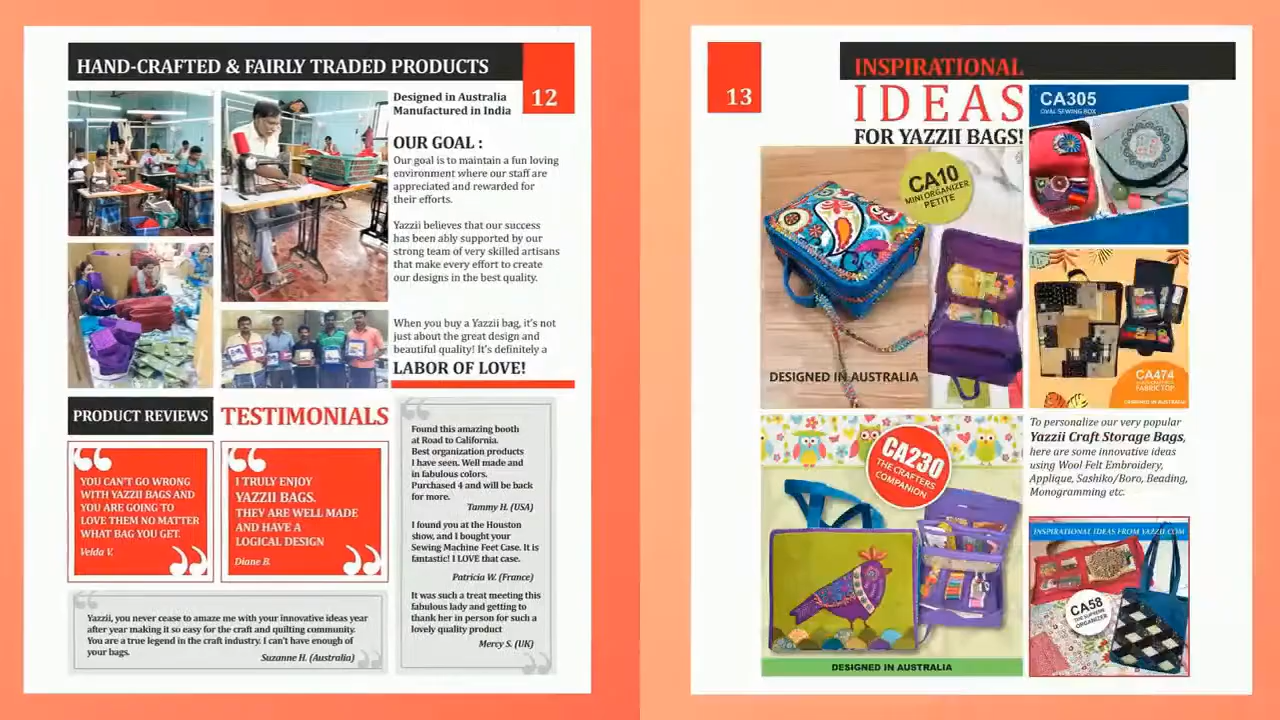 HAND-CRAFTED & FAIRLY TRADED PRODUCTS
12
Designed in Australia
Manufactured in India
OUR GOAL :
Our goal is to maintain a fun loving
environment where our staff are
appreciated and rewarded for
their efforts.
Yazzii believes that our success
has been ably supported by our
strong team of very skilled artisans
that make every effort to create
our designs in the best quality.
When you buy a Yazzii bag, it's not
just about the great design and
beautiful quality! It's definitely a
LABOR OF LOVE!
PRODUCT REVIEWS
TESTIMONIALS
YOU CAN'T GO WRONG
WITH YAZZII BAGS AND
YOU ARE GOING TO
LOVE THEM NO MATTER
WHAT BAG YOU GET.
Velda V.
I TRULY ENJOY
YAZZII BAGS.
THEY ARE WELL MADE
AND HAVE A
LOGICAL DESIGN
Diane B.
Yazzii, you never cease to amaze me with your innovative ideas year
after year making it so easy for the craft and quilting community.
You are a true legend in the craft industry. I can't have enough of
your bags.
Suzanne H. (Australia)
Found this amazing booth
at Road to California.
Best organization products
I have seen. Well made and
in fabulous colors.
Purchased 4 and will be back
for more.
Tammy H. (USA)
I found you at the Houston
show, and I bought your
Sewing Machine Feet Case. It is
fantastic! I LOVE that case.
Patricia W. (France)
It was such a treat meeting this
fabulous lady and getting to
thank her in person for such a
lovely quality product
Mercy S. (UK)
13
INSPIRATIONAL
IDEAS
FOR YAZZII BAGS!
CA10
MINI ORGANIZER
PETITE
DESIGNED IN AUSTRALIA
CA305
OVAL SEWING BOX
CA474
FABRIC TOP
DESIGNED IN AUSTRALIA
To personalize our very popular
Yazzii Craft Storage Bags,
here are some innovative ideas
using Wool Felt Embroidery,
Applique, Sashiko/Boro, Beading,
Monogramming etc.
CA230
THE CRAFTERS
COMPANION
DESIGNED IN AUSTRALIA
INSPIRATIONAL IDEAS FROM YAZZII.COM
CA58
THE SUPREME
ORGANIZER